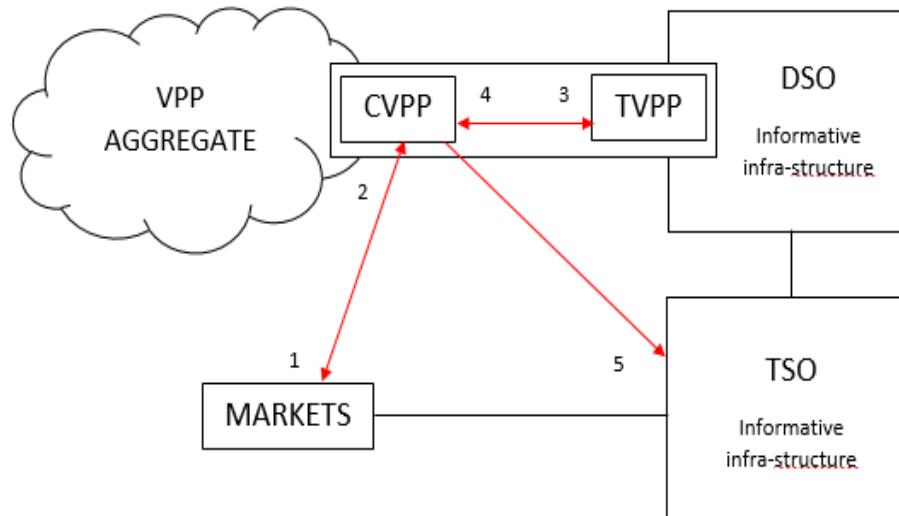 VPP
AGGREGATE
CVPP
4
3
TVPP
DSO
Informative
infra-structure
2
1
5
MARKETS
TSO
Informative
infra-structure